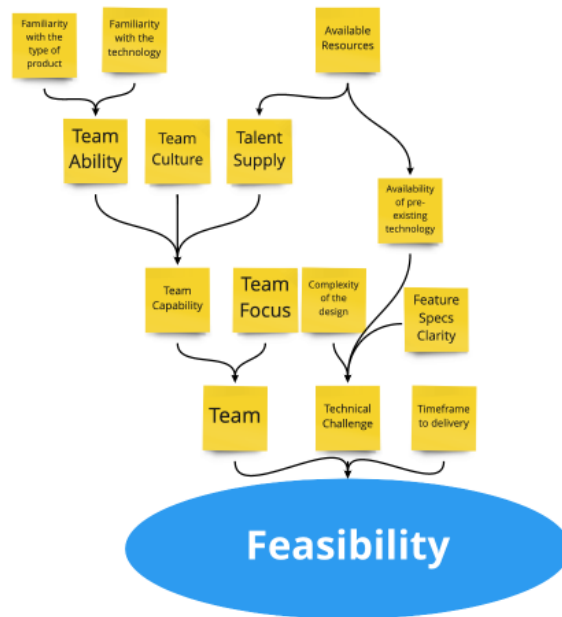 Familiarity
with the
type of
product
Familiarity
with the
technology
Available
Resources
Team
Ability
Team
Culture
Talent
Supply
Availability
of pre-
existing
technology
Team
Capability
Team
Focus
Complexity
of the
design
Feature
Specs
Clarity
Team
Technical
Challenge
Timeframe
to delivery
Feasibility